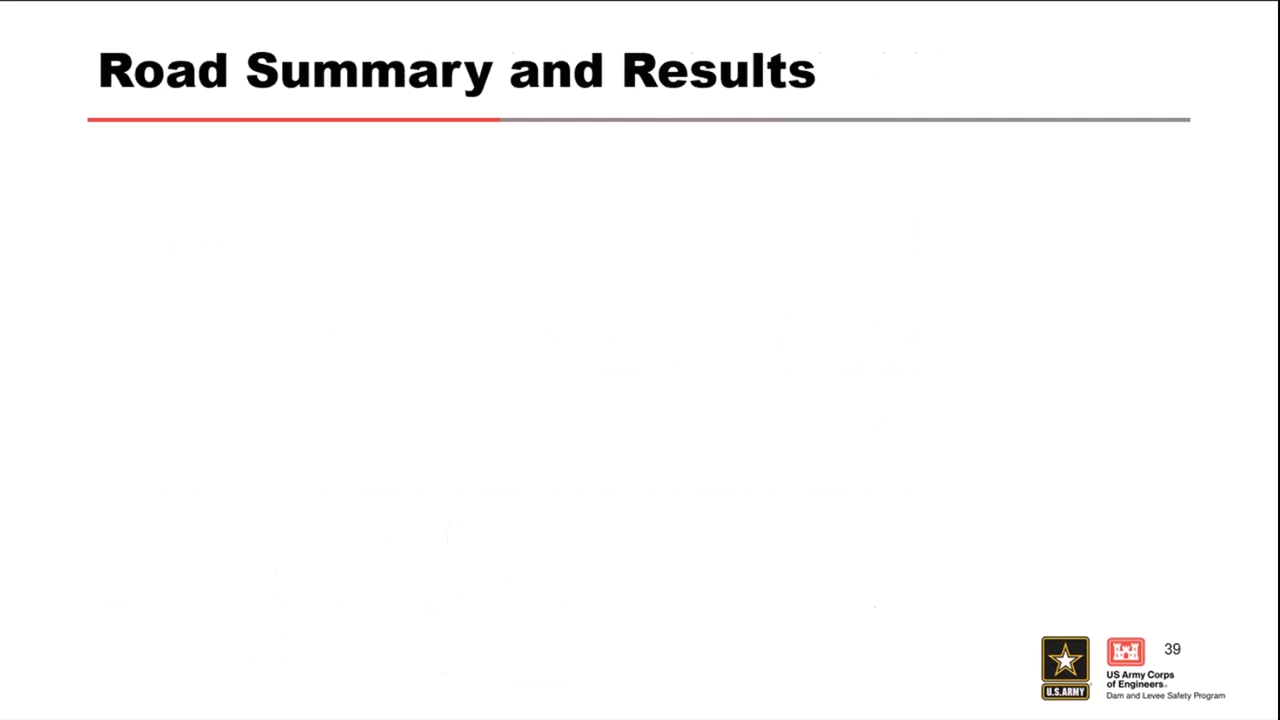 Road Summary and Results
39
U.S.ARMY
US Army Corps
of Engineers®
Dam and Levee Safety Program